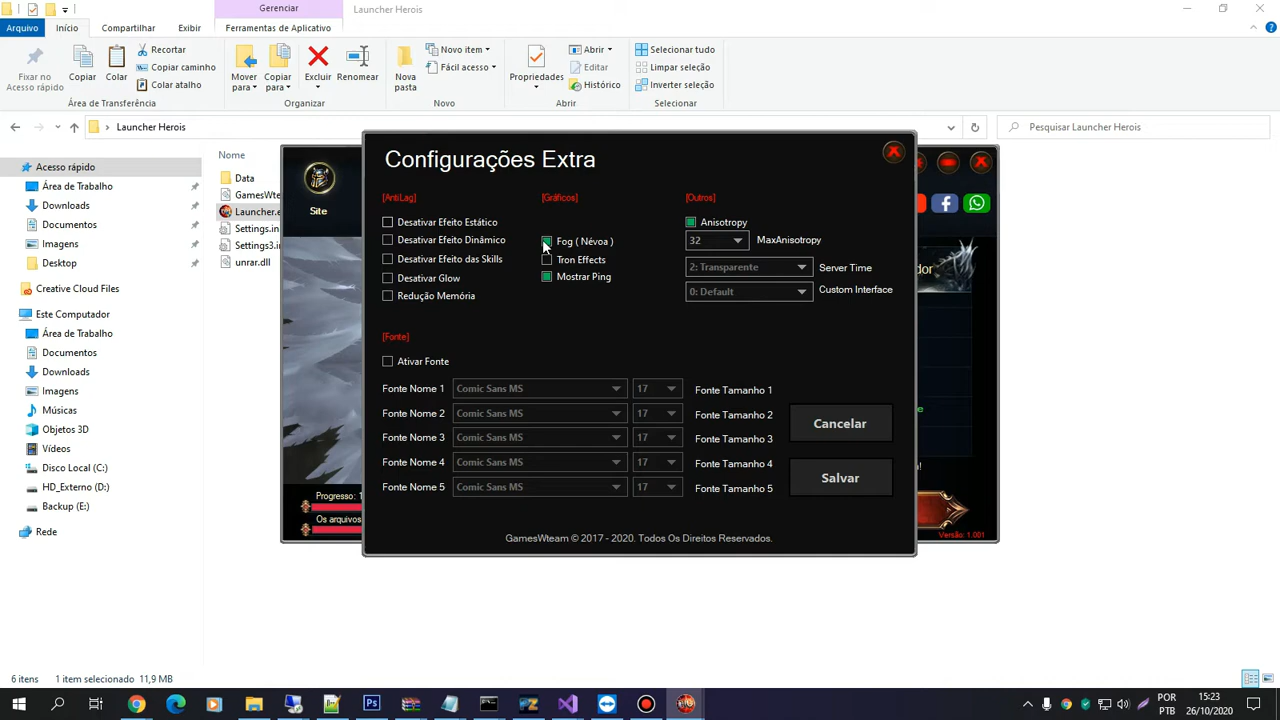 Gerenciar
Launcher Herois
Arquivo
Início
Compartilhar
Exibir
Ferramentas de Aplicativo
Fixar no
Acesso rápido
Copiar
Colar
Recortar
Copiar caminho
Colar atalho
Área de Transferência
Mover
para
Copiar
para
Excluir
Renomear
Organizar
Nova
pasta
Novo item
Fácil acesso
Novo
Propriedades
Abrir
Editar
Histórico
Abrir
Selecionar tudo
Limpar seleção
Inverter seleção
Selecionar
Launcher Herois
Pesquisar Launcher Herois
Acesso rápido
Área de Trabalho
Downloads
Documentos
Imagens
Desktop
Creative Cloud Files
Este Computador
Área de Trabalho
Documentos
Downloads
Imagens
Músicas
Objetos 3D
Vídeos
Disco Local (C:)
HD_Externo (D:)
Backup (E:)
Rede
Nome
Data
GamesWte
Launcher.e
Settings.in
Settings3.in
unrar.dll
Site
Progresso: 1
Os arquivos
Configurações Extra
[AntiLag]
Desativar Efeito Estático
Desativar Efeito Dinámico
Desativar Efeito das Skills
Desativar Glow
Redução Memória
[Gráficos]
Fog ( Névoa )
Tron Effects
Mostrar Ping
[Outros]
Anisotropy
32 MaxAnisotropy
2: Transparente Server Time
0: Default Custom Interface
[Fonte]
Ativar Fonte
Fonte Nome 1 Comic Sans MS 17 Fonte Tamanho 1
Fonte Nome 2 Comic Sans MS 17 Fonte Tamanho 2
Fonte Nome 3 Comic Sans MS 17 Fonte Tamanho 3
Fonte Nome 4 Comic Sans MS 17 Fonte Tamanho 4
Fonte Nome 5 Comic Sans MS 17 Fonte Tamanho 5
Cancelar
Salvar
GamesWteam © 2017 - 2020. Todos Os Direitos Reservados.
dor
e
!
Versão: 1.001
6 itens
1 item selecionado 11,9 MB
POR
PTB
15:23
26/10/2020